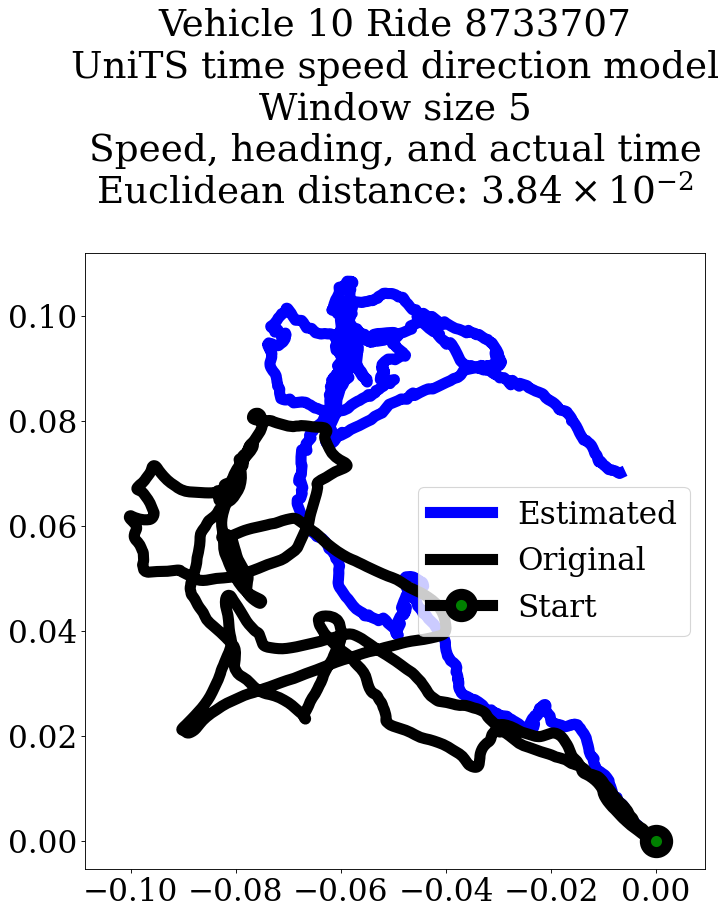 Vehicle 10 Ride 8733707
UniTS time speed direction model
Window size 5
Speed, heading, and actual time
Euclidean distance: 3.84 × 10⁻²
0.10
0.08
0.06
0.04
0.02
0.00
Estimated
Original
Start
−0.10 −0.08 −0.06 −0.04 −0.02 0.00